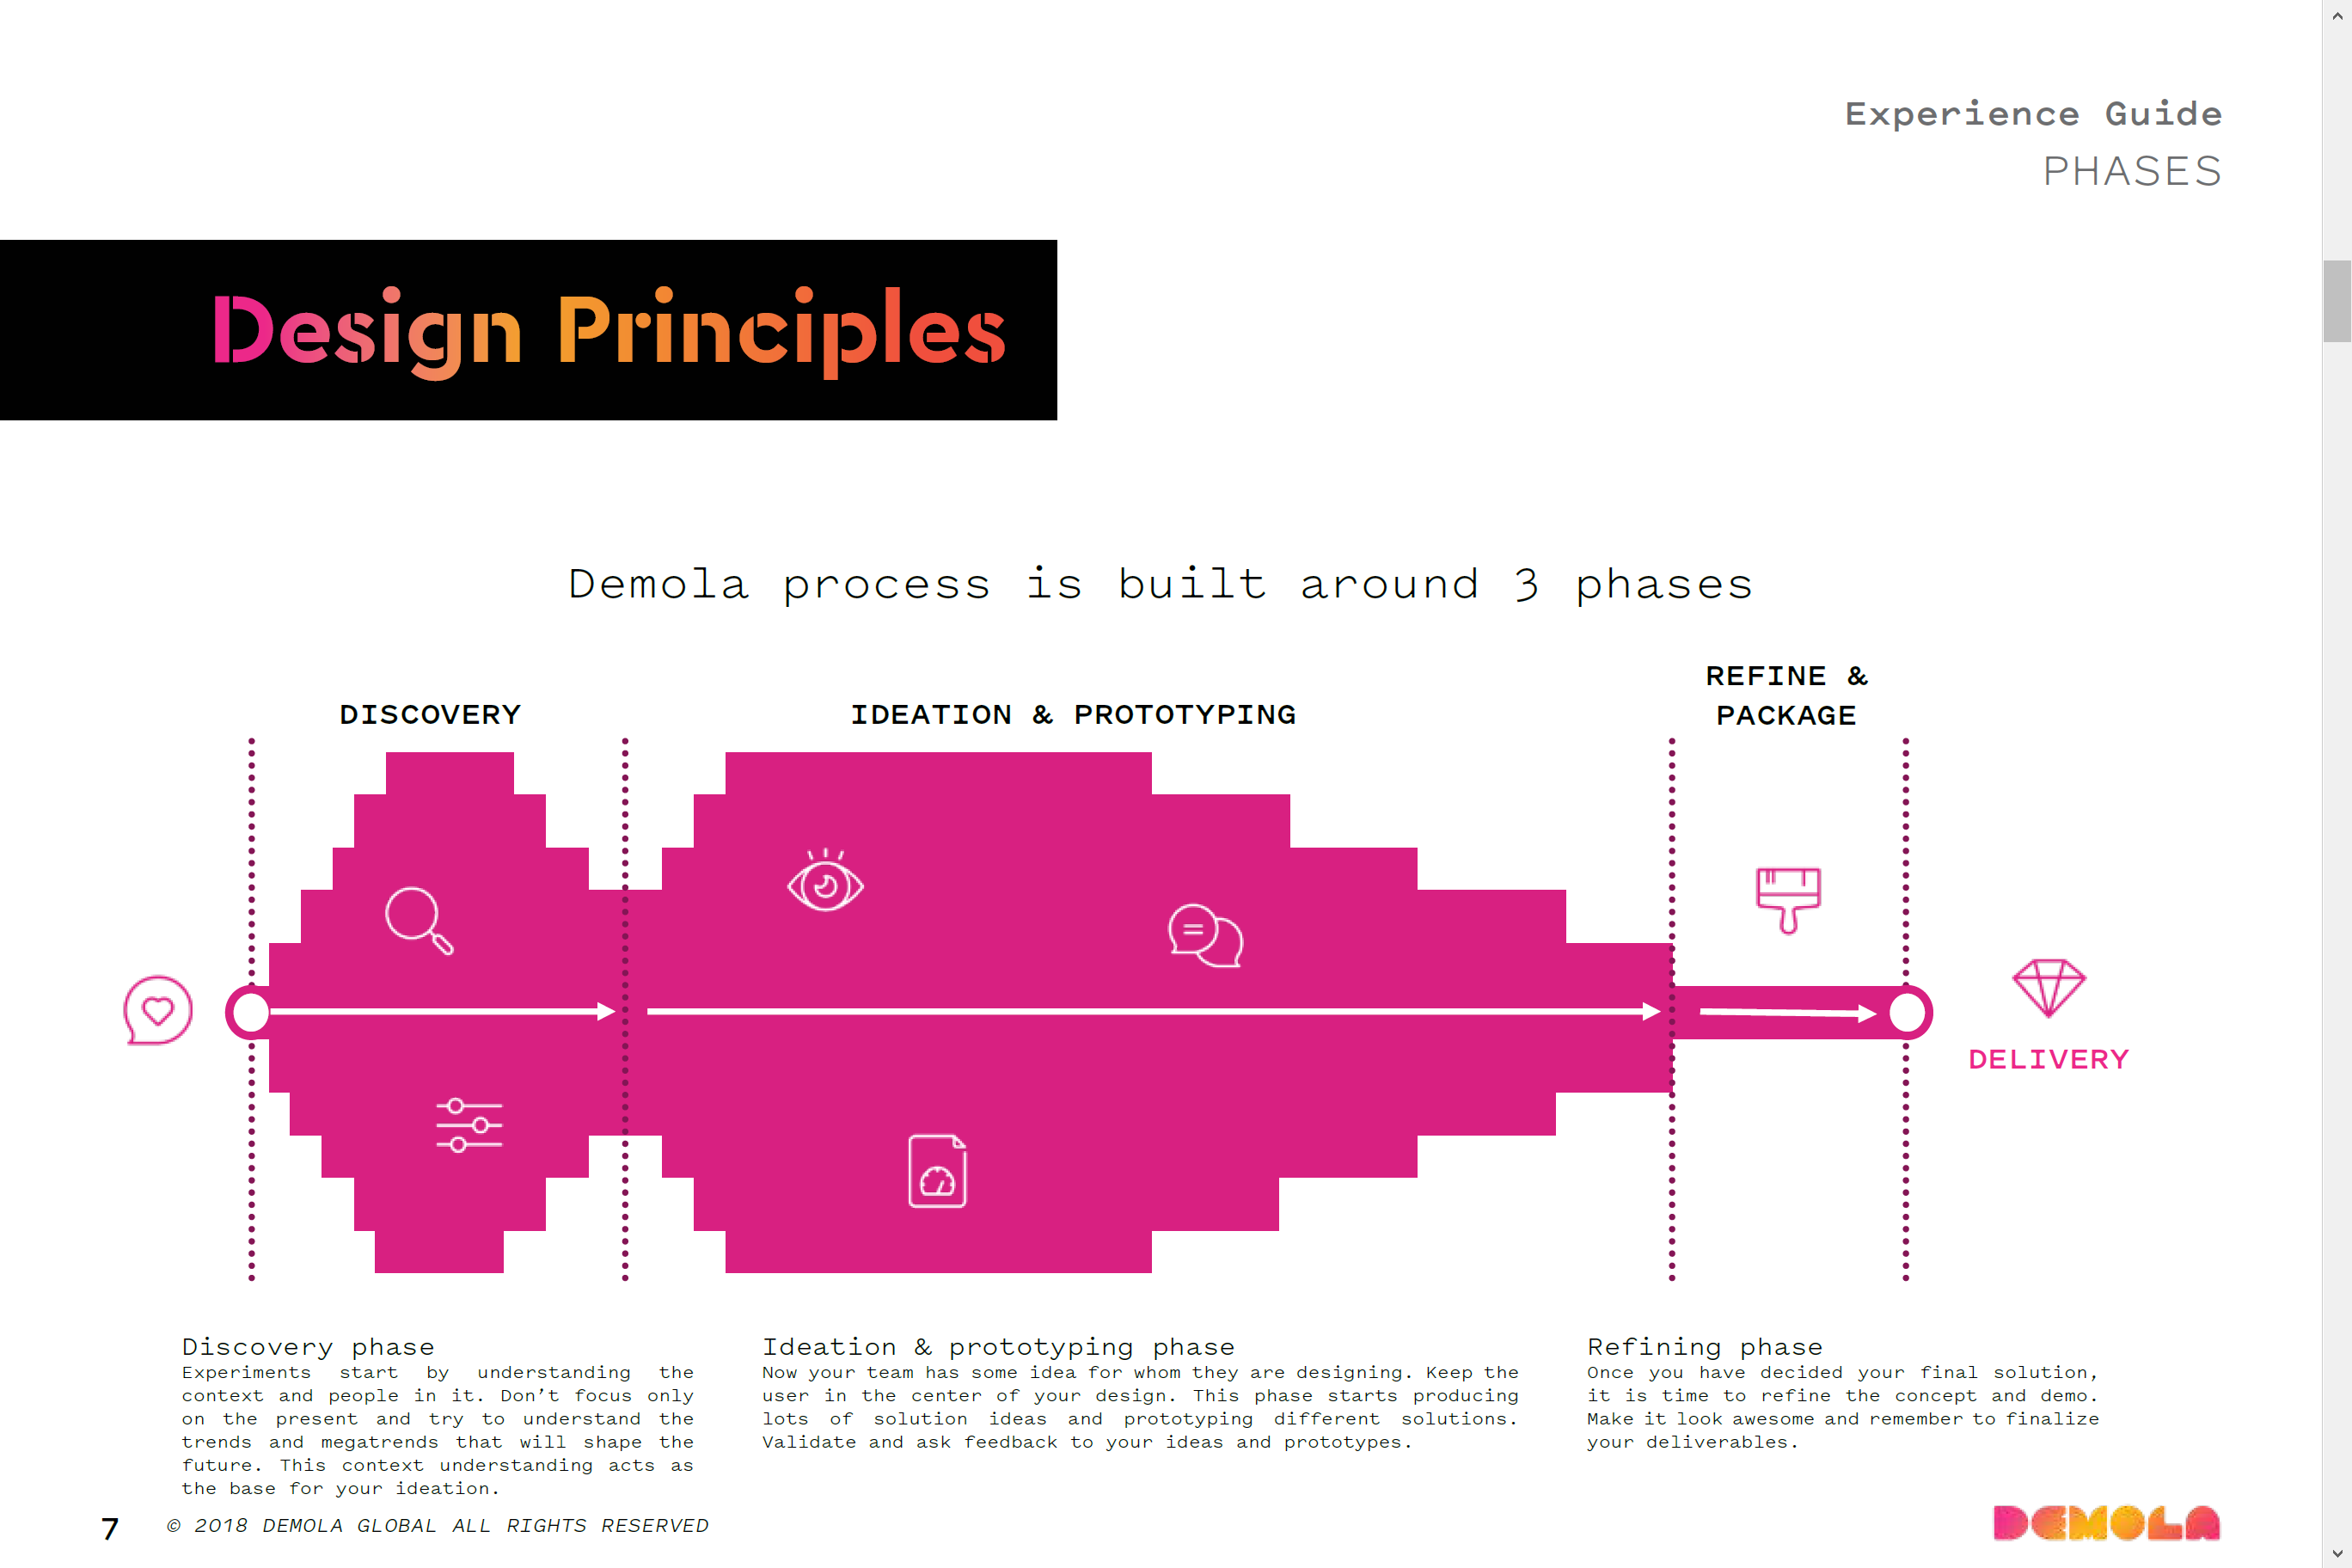 Experience Guide
PHASES
Design Principles
Demola process is built around 3 phases
DISCOVERY
IDEATION & PROTOTYPING
REFINE &
PACKAGE
DELIVERY
Discovery phase
Experiments start by understanding the
context and people in it. Don’t focus only
on the present and try to understand the
trends and megatrends that will shape the
future. This context understanding acts as
the base for your ideation.
Ideation & prototyping phase
Now your team has some idea for whom they are designing. Keep the
user in the center of your design. This phase starts producing
lots of solution ideas and prototyping different solutions.
Validate and ask feedback to your ideas and prototypes.
Refining phase
Once you have decided your final solution,
it is time to refine the concept and demo.
Make it look awesome and remember to finalize
your deliverables.
7
© 2018 DEMOLA GLOBAL ALL RIGHTS RESERVED
DEMOLA